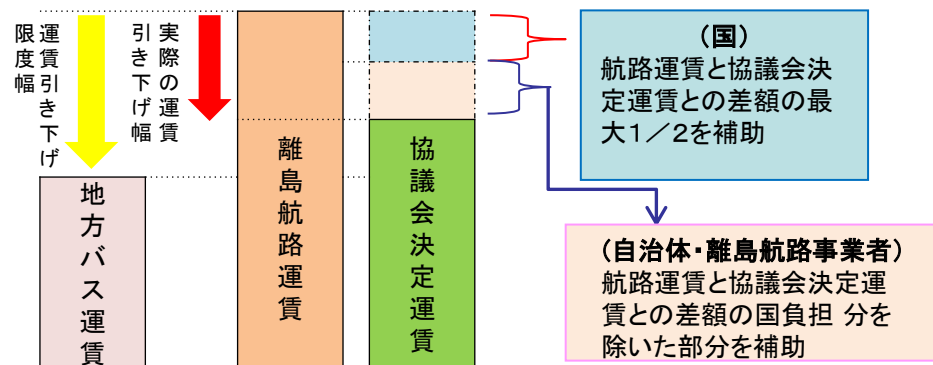 運賃引き下げ
限度幅
実際の運賃
引き下げ幅
地方バス運賃
離島航路運賃
協議会決定運賃
(国)
航路運賃と協議会決
定運賃との差額の最
大1/2を補助
(自治体・離島航路事業者)
航路運賃と協議会決定運
賃との差額の国負担 分を
除いた部分を補助